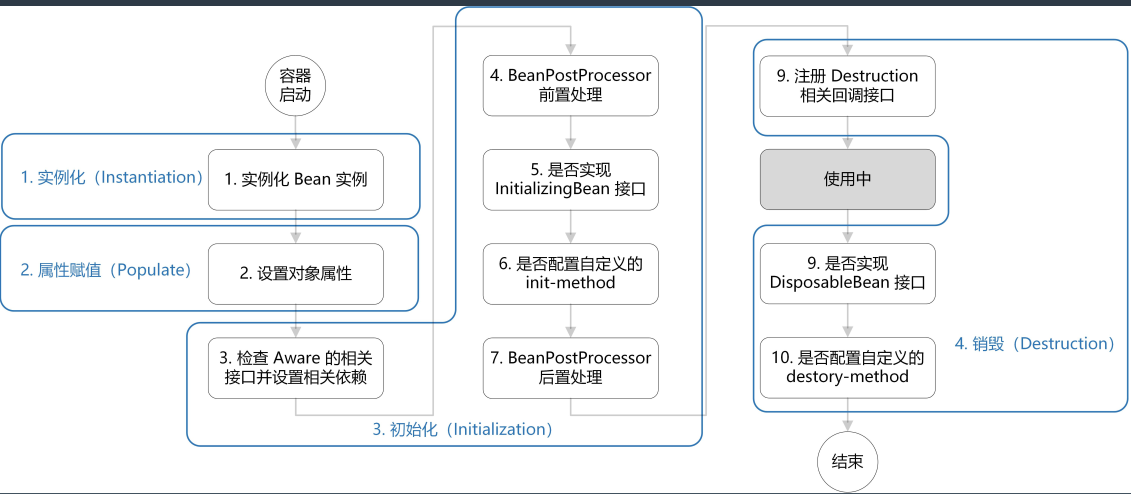 容器
启动
1. 实例化（Instantiation）
1. 实例化 Bean 实例
2. 属性赋值（Populate）
2. 设置对象属性
3. 检查 Aware 的相关
接口并设置相关依赖
4. BeanPostProcessor
前置处理
5. 是否实现
InitializingBean 接口
6. 是否配置自定义的
init-method
7. BeanPostProcessor
后置处理
3. 初始化（Initialization）
9. 注册 Destruction
相关回调接口
使用中
9. 是否实现
DisposableBean 接口
10. 是否配置自定义的
destory-method
4. 销毁（Destruction）
结束